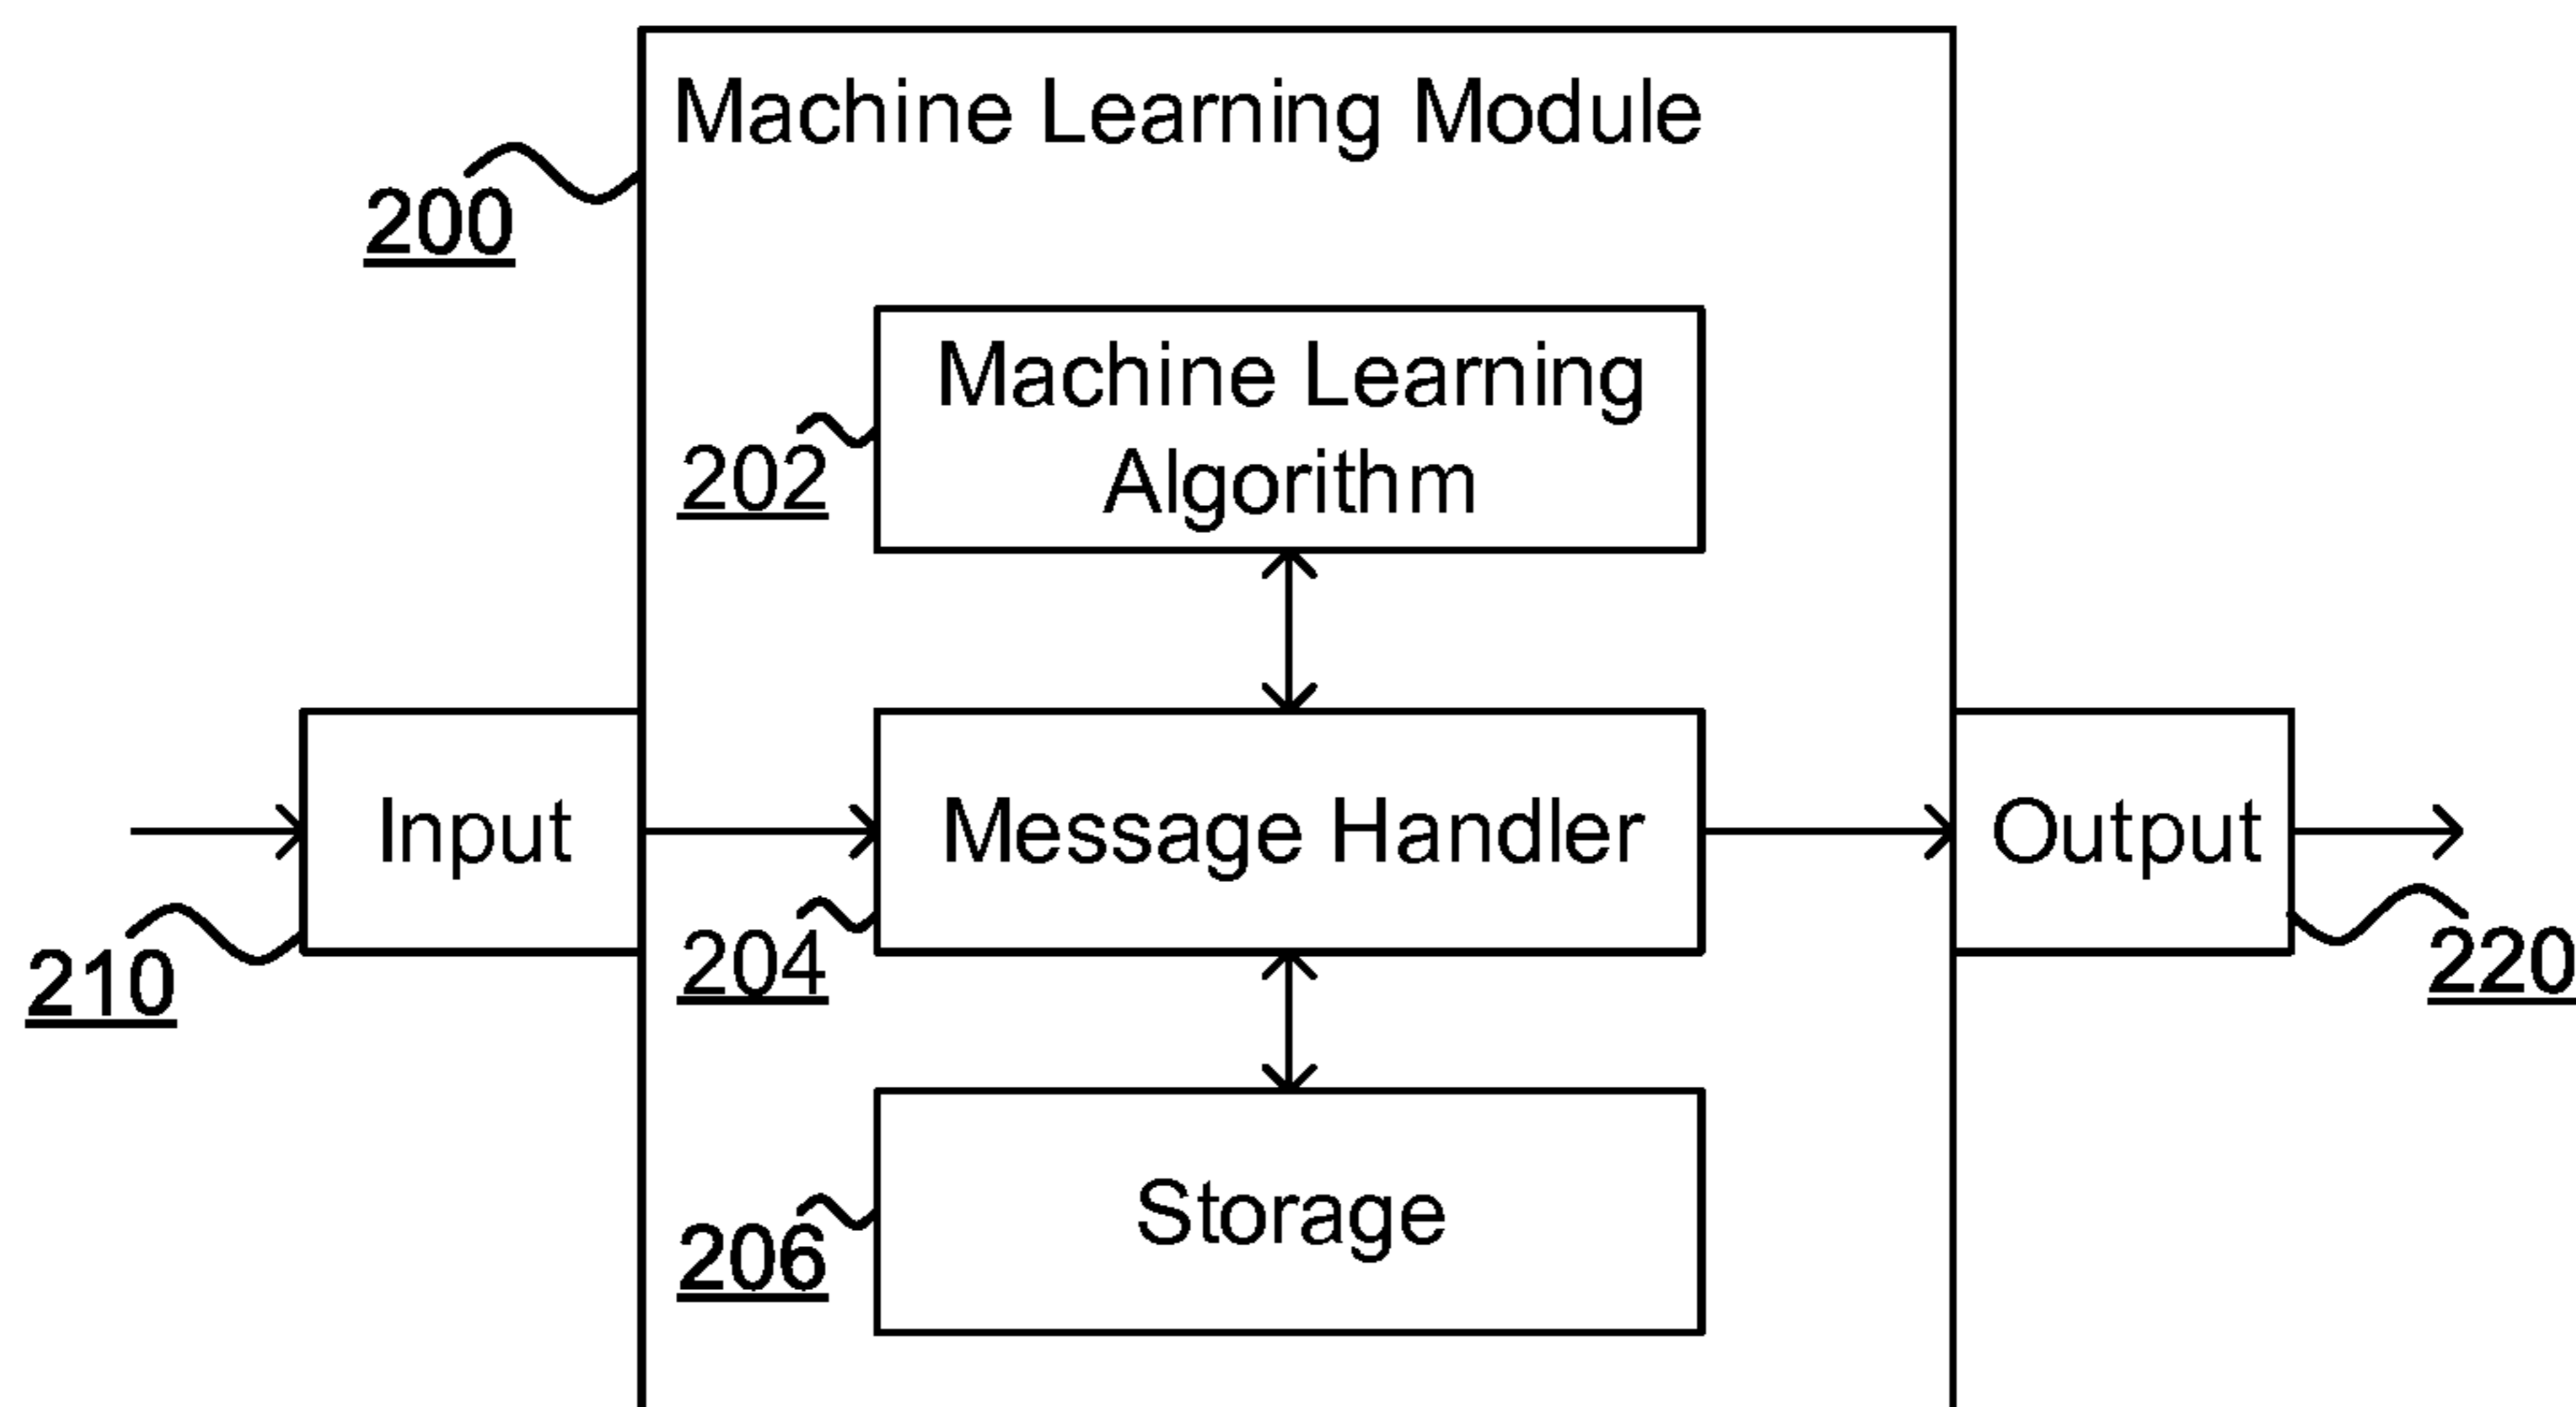 Machine Learning Module
200
Machine Learning
Algorithm
202
Input
Message Handler
Output
210
204
220
Storage
206